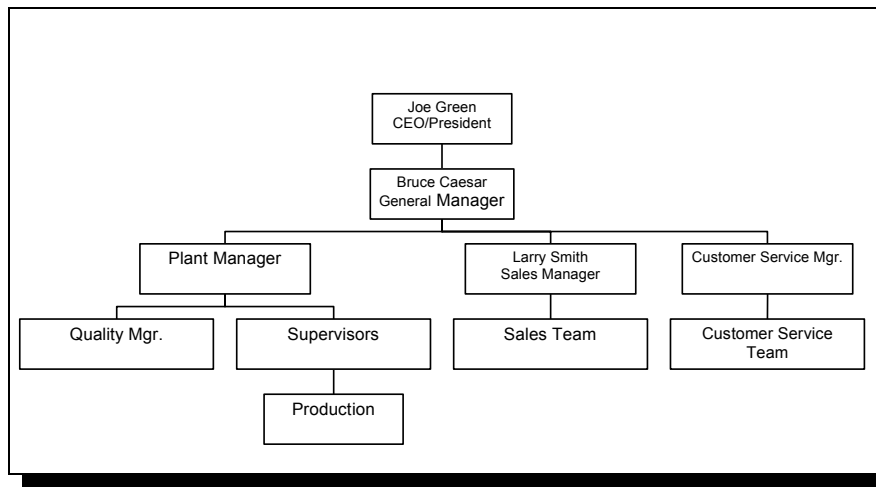 Joe Green
CEO/President
Bruce Caesar
General Manager
Plant Manager
Larry Smith
Sales Manager
Customer Service Mgr.
Quality Mgr.
Supervisors
Sales Team
Customer Service
Team
Production